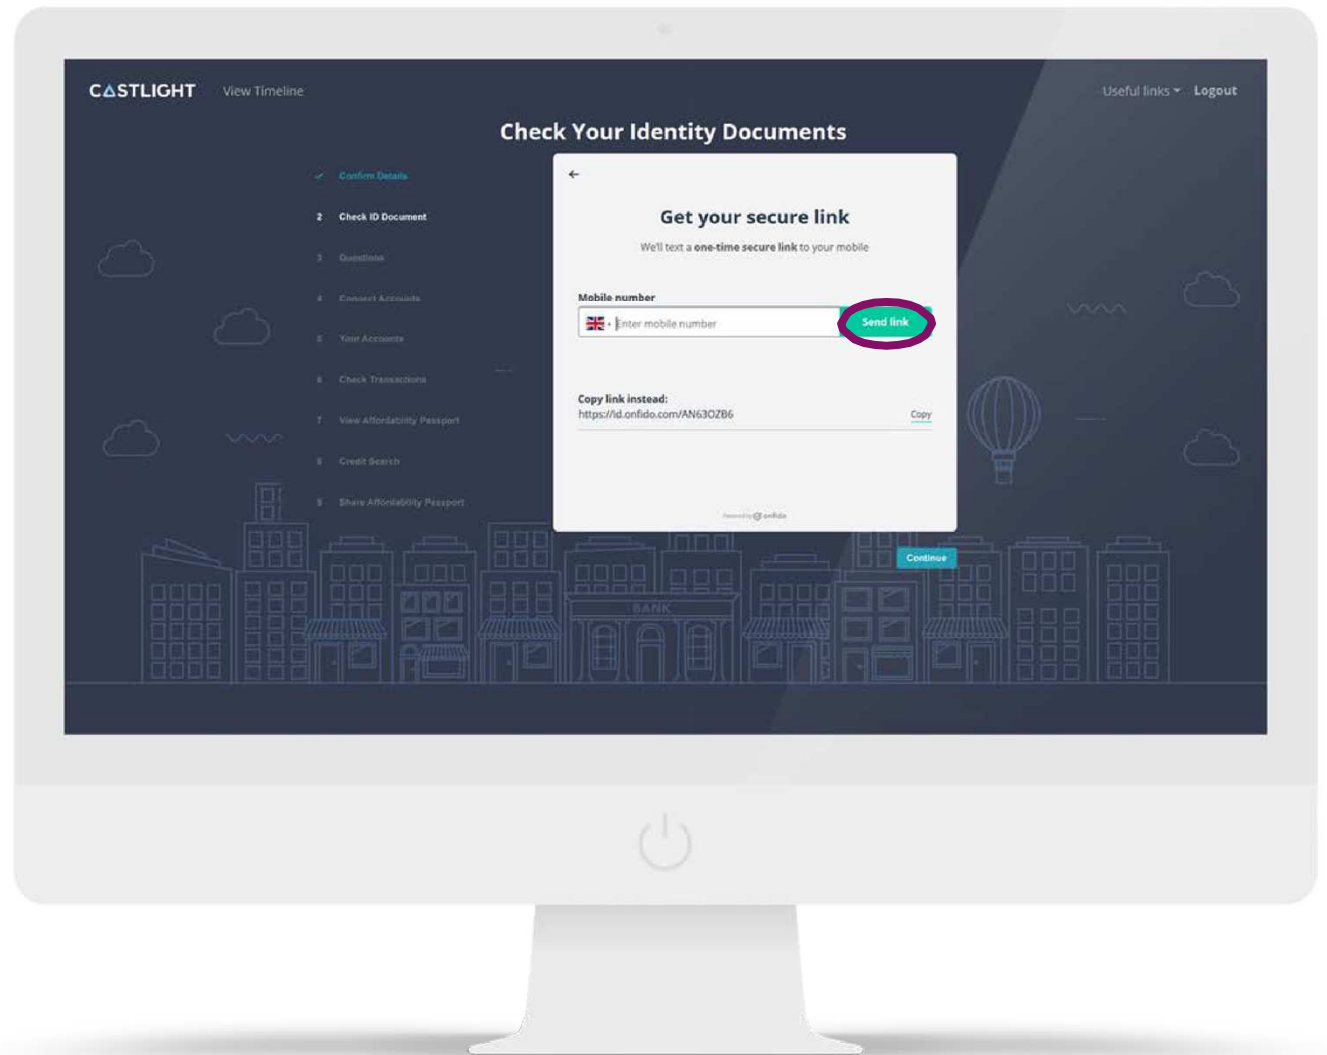 CASTLIGHT View Timeline Useful links Logout
Check Your Identity Documents
Confirm Details
2 Check ID Document
3 Questions
4 Connect Accounts
5 Your Accounts
6 Check Transactions
7 View Affordability Passport
8 Credit Search
9 Share Affordability Passport
Get your secure link
We'll text a one-time secure link to your mobile
Mobile number
Enter mobile number Send link
Copy link instead:
https://id.onfido.com/AN63OZB6 Copy
Powered by onfido
Continue
BANK